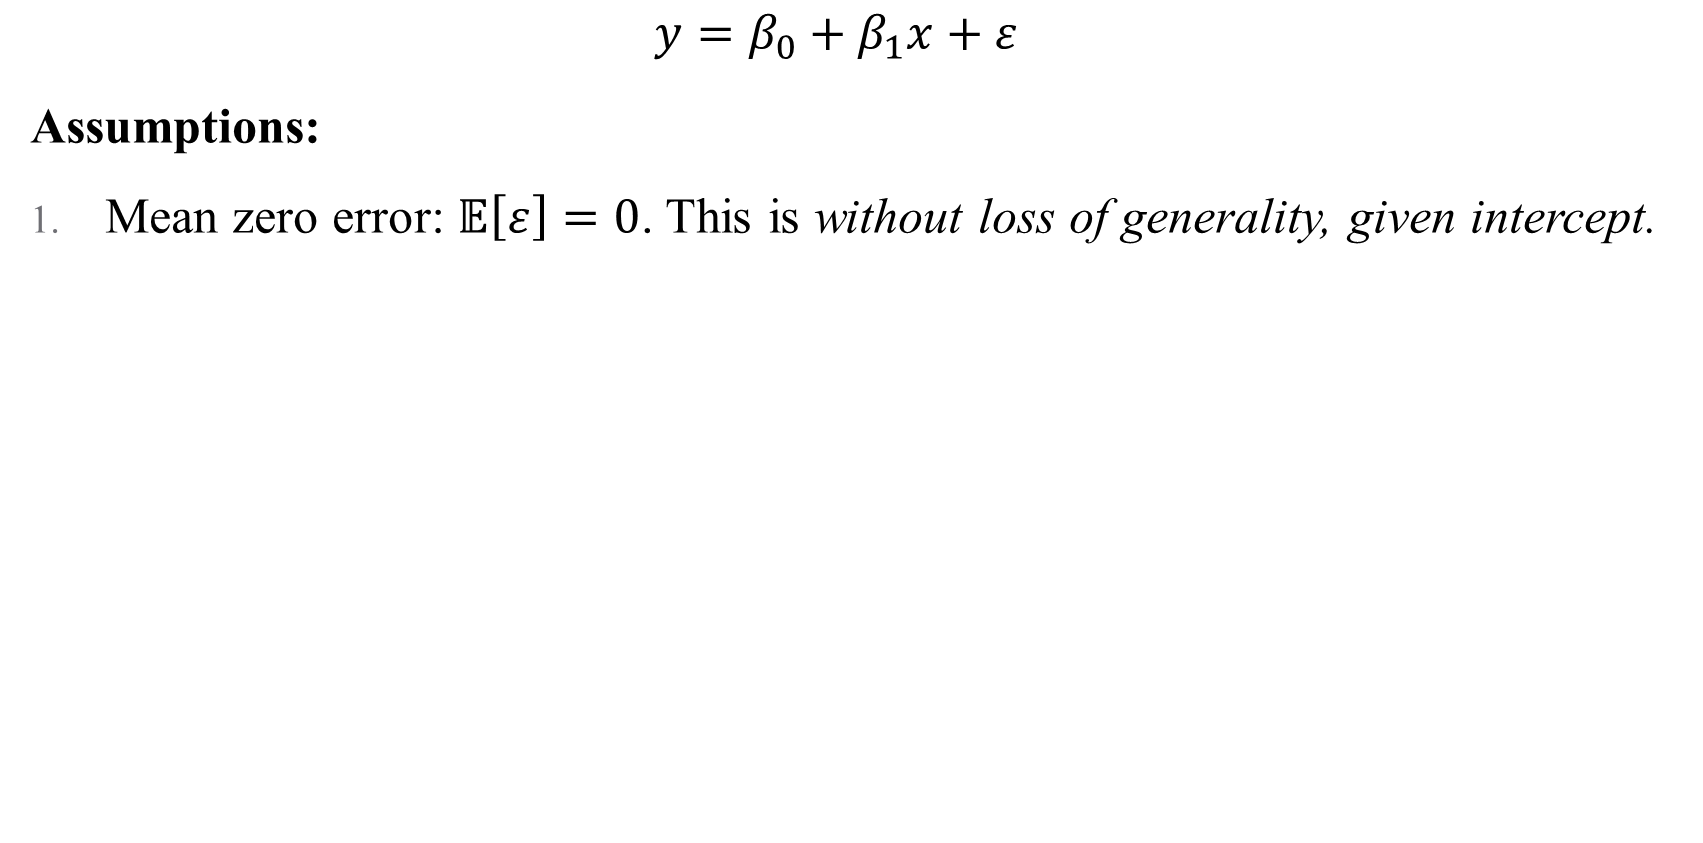 y = β₀ + β₁x + ε
Assumptions:
1. Mean zero error: 𝔼[ε] = 0. This is without loss of generality, given intercept.